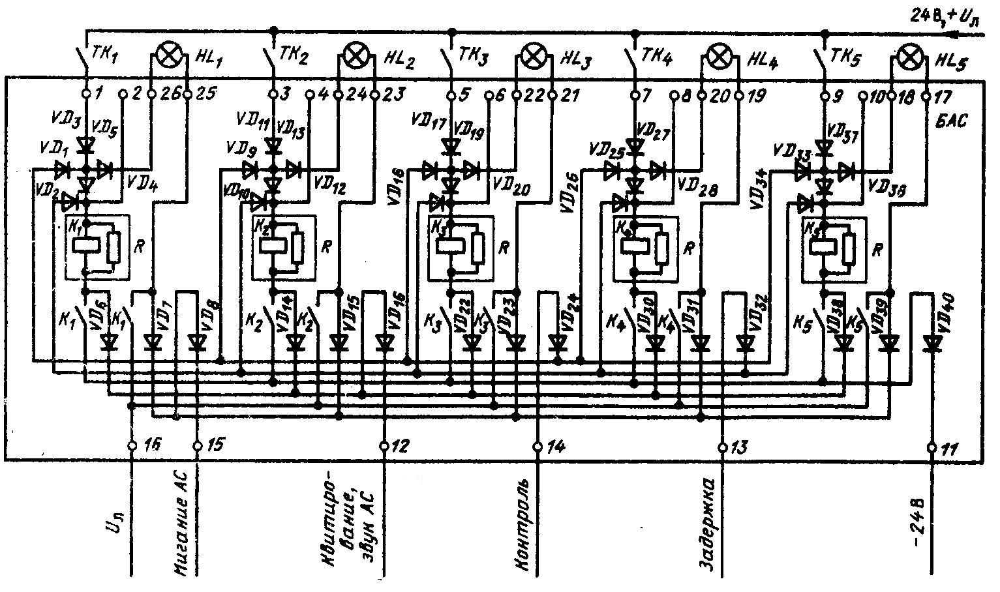 24В,+Uл
TK1 HL1 TK2 HL2 TK3 HL3 TK4 HL4 TK5 HL5
1 2 26 25 3 4 24 23 5 6 22 21 7 8 20 19 9 10 18 17
БАС
VD3 VD5 VD11 VD13 VD17 VD19 VD27 VD37
VD1 VD9 VD25 VD33
VD2 VD4 VD10 VD12 VD16 VD20 VD26 VD28 VD34 VD38
K1 K2 K3 K4 K5
R R R R R
K1 VD6 K1 VD7 VD8 K2 VD14 K2 VD15 VD16 K3 VD22 K3 VD23 VD24 K4 VD30 K4 VD31 VD32 K5 VD38 K5 VD39 VD40
16 15 12 14 13 11
Uл
Мигание АС
Квитиро-
вание,
звук АС
Контроль
Задержка
-24В